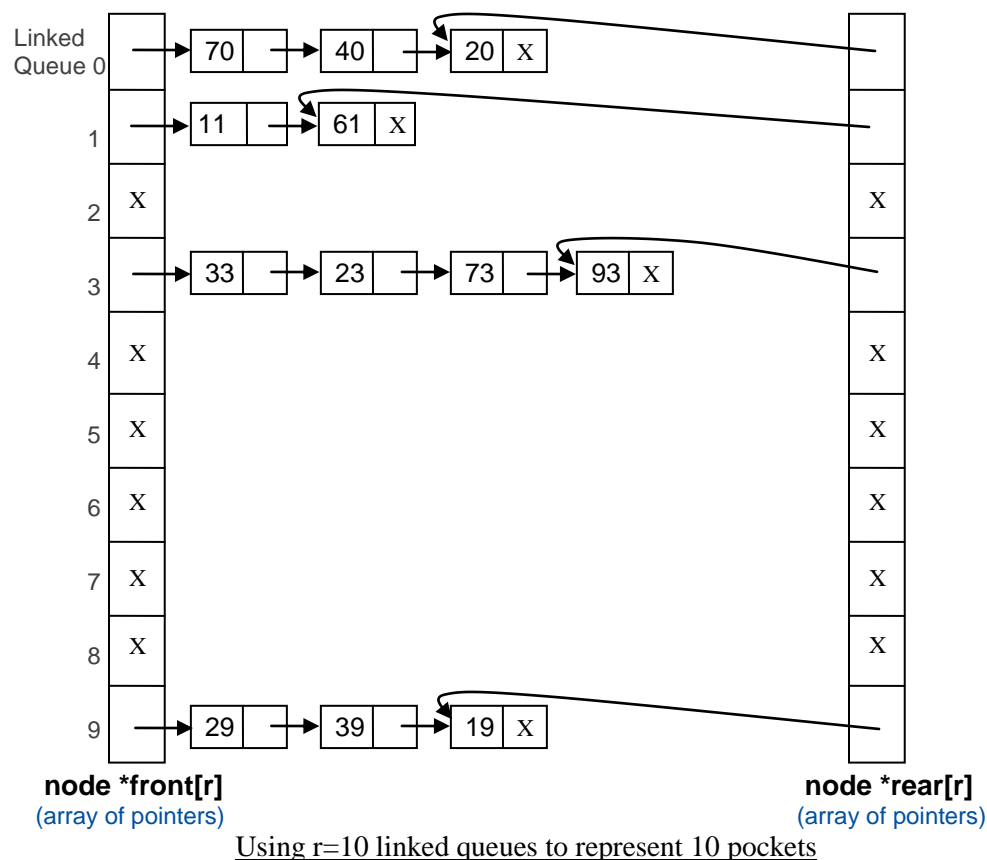 Linked
Queue 0
70 40 20 X
1
11 61 X
2 X X
3
33 23 73 93 X
4 X X
5 X X
6 X X
7 X X
8 X X
9
29 39 19 X
node *front[r]
(array of pointers)
node *rear[r]
(array of pointers)
Using r=10 linked queues to represent 10 pockets